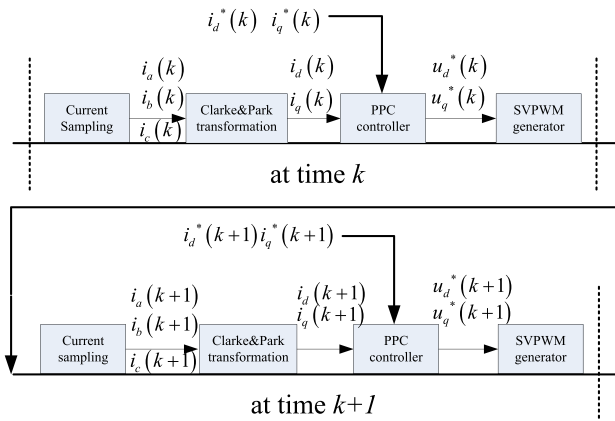 i_d^*(k) i_q^*(k)
i_a(k)
i_b(k)
i_c(k)
i_d(k)
i_q(k)
u_d^*(k)
u_q^*(k)
Current
Sampling
Clarke&Park
transformation
PPC
controller
SVPWM
generator
at time k
i_d^*(k+1) i_q^*(k+1)
i_a(k+1)
i_b(k+1)
i_c(k+1)
i_d(k+1)
i_q(k+1)
u_d^*(k+1)
u_q^*(k+1)
Current
sampling
Clarke&Park
transformation
PPC
controller
SVPWM
generator
at time k+1